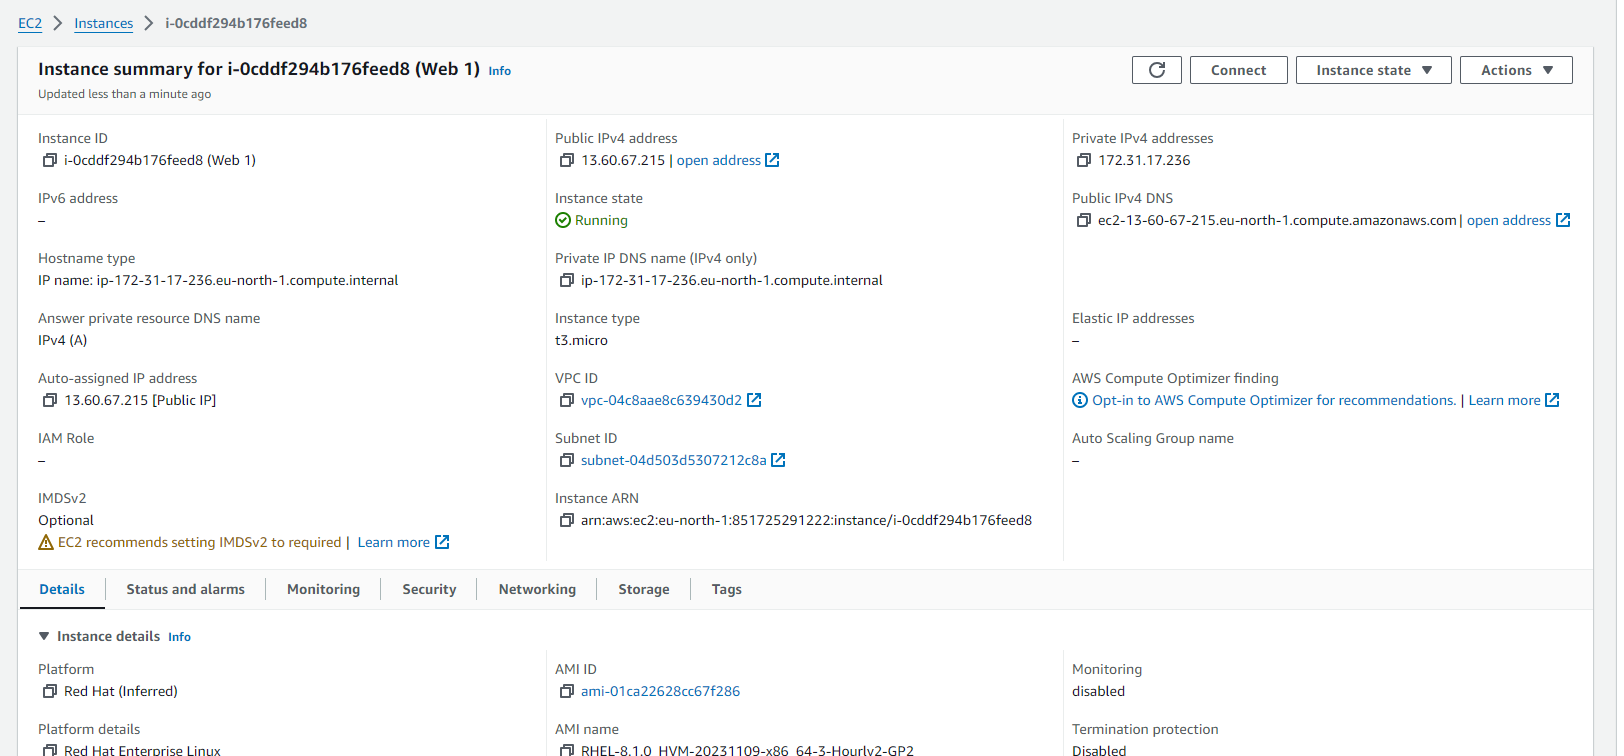 EC2 > Instances > i-0cddf294b176feed8
Instance summary for i-0cddf294b176feed8 (Web 1) Info
Updated less than a minute ago
Connect
Instance state
Actions
Instance ID
i-0cddf294b176feed8 (Web 1)
Public IPv4 address
13.60.67.215 | open address
Private IPv4 addresses
172.31.17.236
IPv6 address
–
Instance state
Running
Public IPv4 DNS
ec2-13-60-67-215.eu-north-1.compute.amazonaws.com | open address
Hostname type
IP name: ip-172-31-17-236.eu-north-1.compute.internal
Private IP DNS name (IPv4 only)
ip-172-31-17-236.eu-north-1.compute.internal
Answer private resource DNS name
IPv4 (A)
Instance type
t3.micro
Elastic IP addresses
–
Auto-assigned IP address
13.60.67.215 [Public IP]
VPC ID
vpc-04c8aae8c639430d2
AWS Compute Optimizer finding
Opt-in to AWS Compute Optimizer for recommendations. | Learn more
IAM Role
–
Subnet ID
subnet-04d503d5307212c8a
Auto Scaling Group name
–
IMDSv2
Optional
EC2 recommends setting IMDSv2 to required | Learn more
Instance ARN
arn:aws:ec2:eu-north-1:851725291222:instance/i-0cddf294b176feed8
Details
Status and alarms
Monitoring
Security
Networking
Storage
Tags
Instance details Info
Platform
Red Hat (Inferred)
AMI ID
ami-01ca22628cc67f286
Monitoring
disabled
Platform details
Red Hat Enterprise Linux
AMI name
RHEL-8.1.0_HVM-20231109-x86_64-3-Hourly2-GP2
Termination protection
Disabled